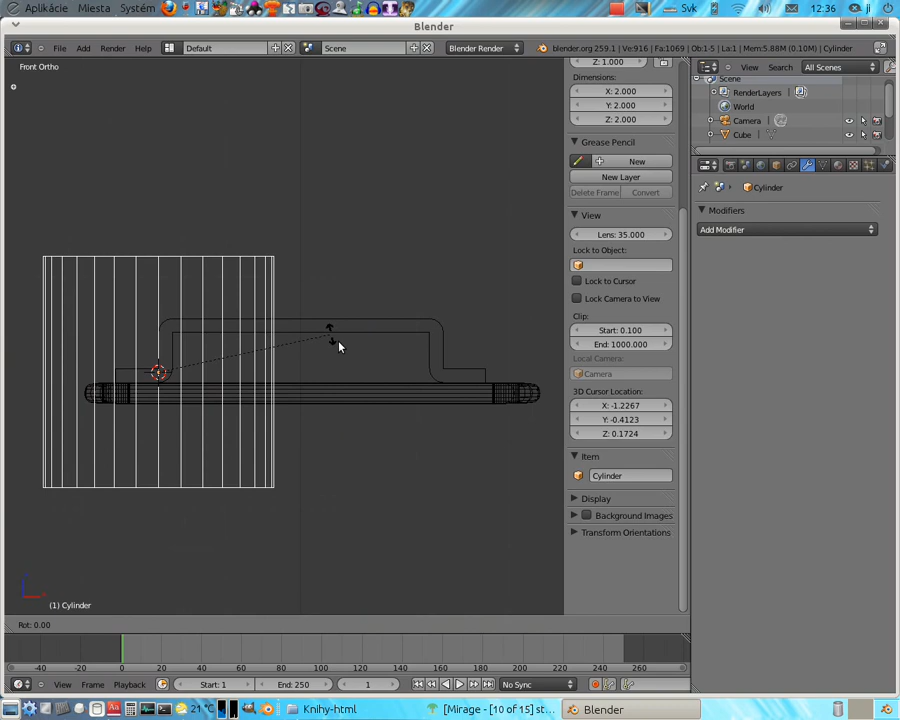 Aplikácie Miesta Systém Svk 12:36 ji
Blender
File Add Render Help Default Scene Blender Render blender.org 259.1 | Ve:916 | Fa:1069 | Ob:1-5 | La:1 | Mem:5.88M (0.10M) | Cylinder
Front Ortho
Z: 1.000
Dimensions:
X: 2.000
Y: 2.000
Z: 2.000
Grease Pencil
New
New Layer
Delete Frame Convert
View
Lens: 35.000
Lock to Object:
Lock to Cursor
Lock Camera to View
Clip:
Start: 0.100
End: 1000.000
Local Camera:
Camera
3D Cursor Location:
X: -1.2267
Y: -0.4123
Z: 0.1724
Item
Cylinder
Display
Background Images
Transform Orientations
View Search All Scenes
Scene
RenderLayers
World
Camera
Cube
Cylinder
Modifiers
Add Modifier
(1) Cylinder
Rot: 0.00
-40 -20 0 20 40 60 80 100 120 140 160 180 200 220 240 260
View Frame Playback Start: 1 End: 250 1 No Sync
21 °C Knihy-html [Mirage - [10 of 15] st... Blender